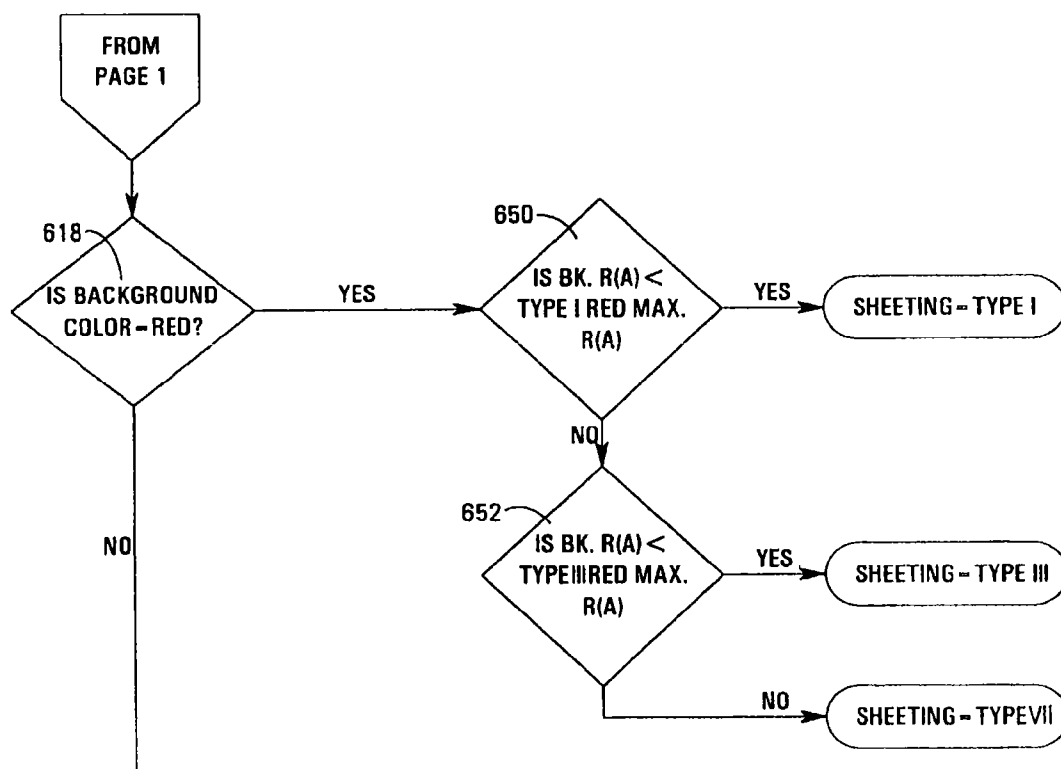 FROM
PAGE 1
618
IS BACKGROUND
COLOR=RED?
YES
650
IS BK. R(A) <
TYPE I RED MAX.
R(A)
YES
SHEETING = TYPE I
NO
652
IS BK. R(A) <
TYPE III RED MAX.
R(A)
YES
SHEETING = TYPE III
NO
NO
SHEETING = TYPE VII